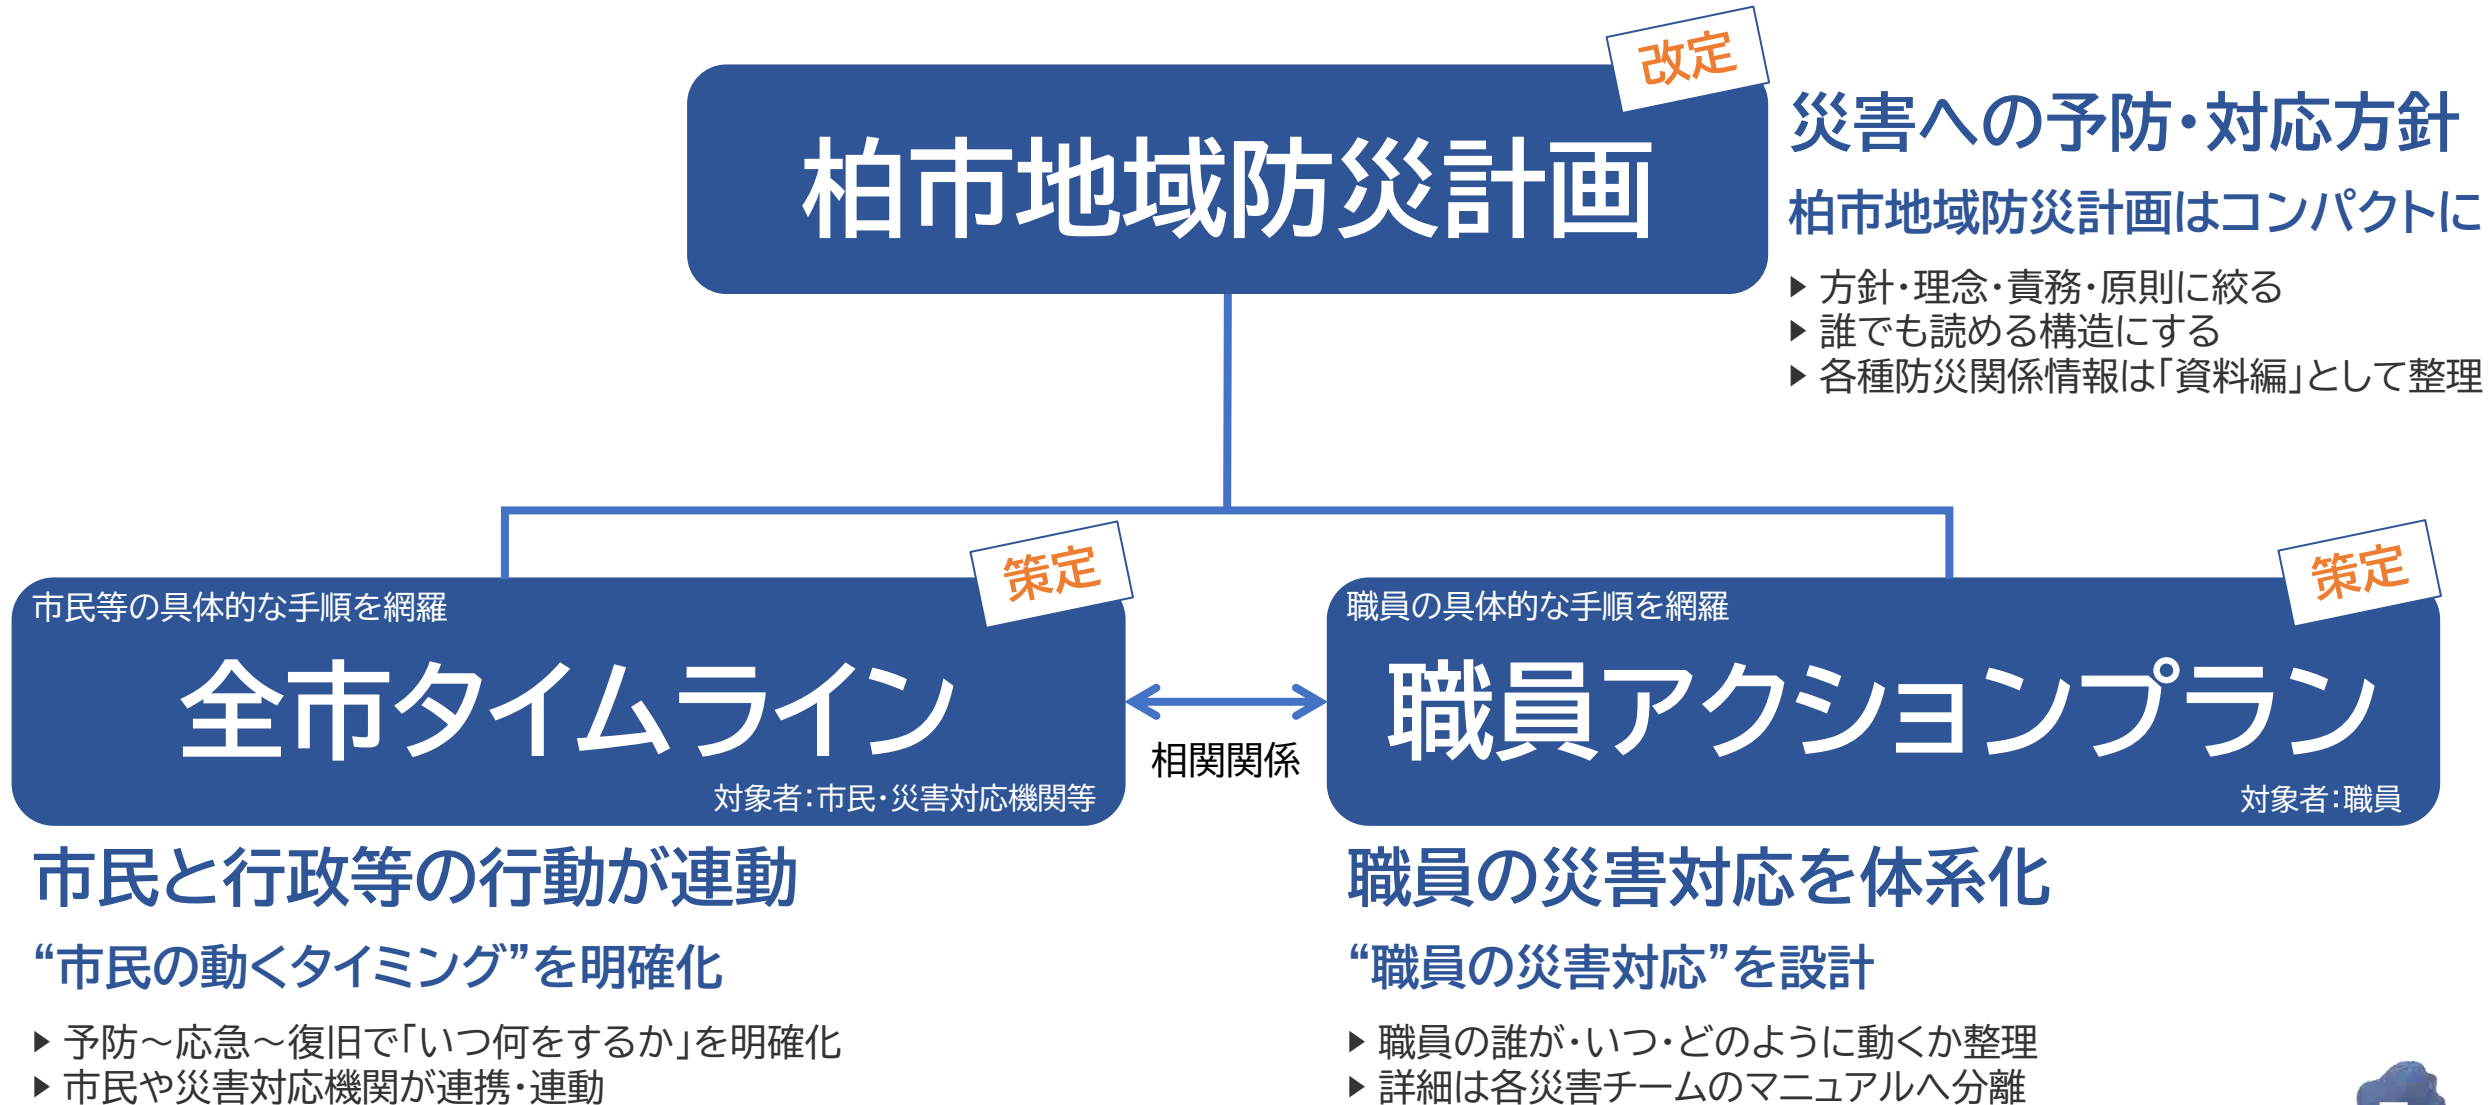 改定
柏市地域防災計画
災害への予防・対応方針
柏市地域防災計画はコンパクトに
▶ 方針・理念・責務・原則に絞る
▶ 誰でも読める構造にする
▶ 各種防災関係情報は「資料編」として整理
策定
市民等の具体的な手順を網羅
全市タイムライン
対象者：市民・災害対応機関等
相関関係
策定
職員の具体的な手順を網羅
職員アクションプラン
対象者：職員
市民と行政等の行動が連動
“市民の動くタイミング”を明確化
▶ 予防～応急～復旧で「いつ何をするか」を明確化
▶ 市民や災害対応機関が連携・連動
職員の災害対応を体系化
“職員の災害対応”を設計
▶ 職員の誰が・いつ・どのように動くか整理
▶ 詳細は各災害チームのマニュアルへ分離